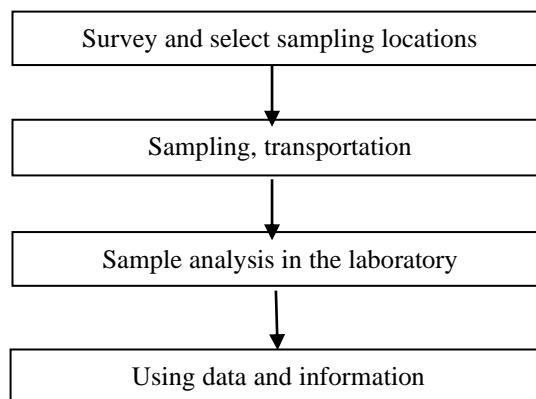 Survey and select sampling locations
Sampling, transportation
Sample analysis in the laboratory
Using data and information